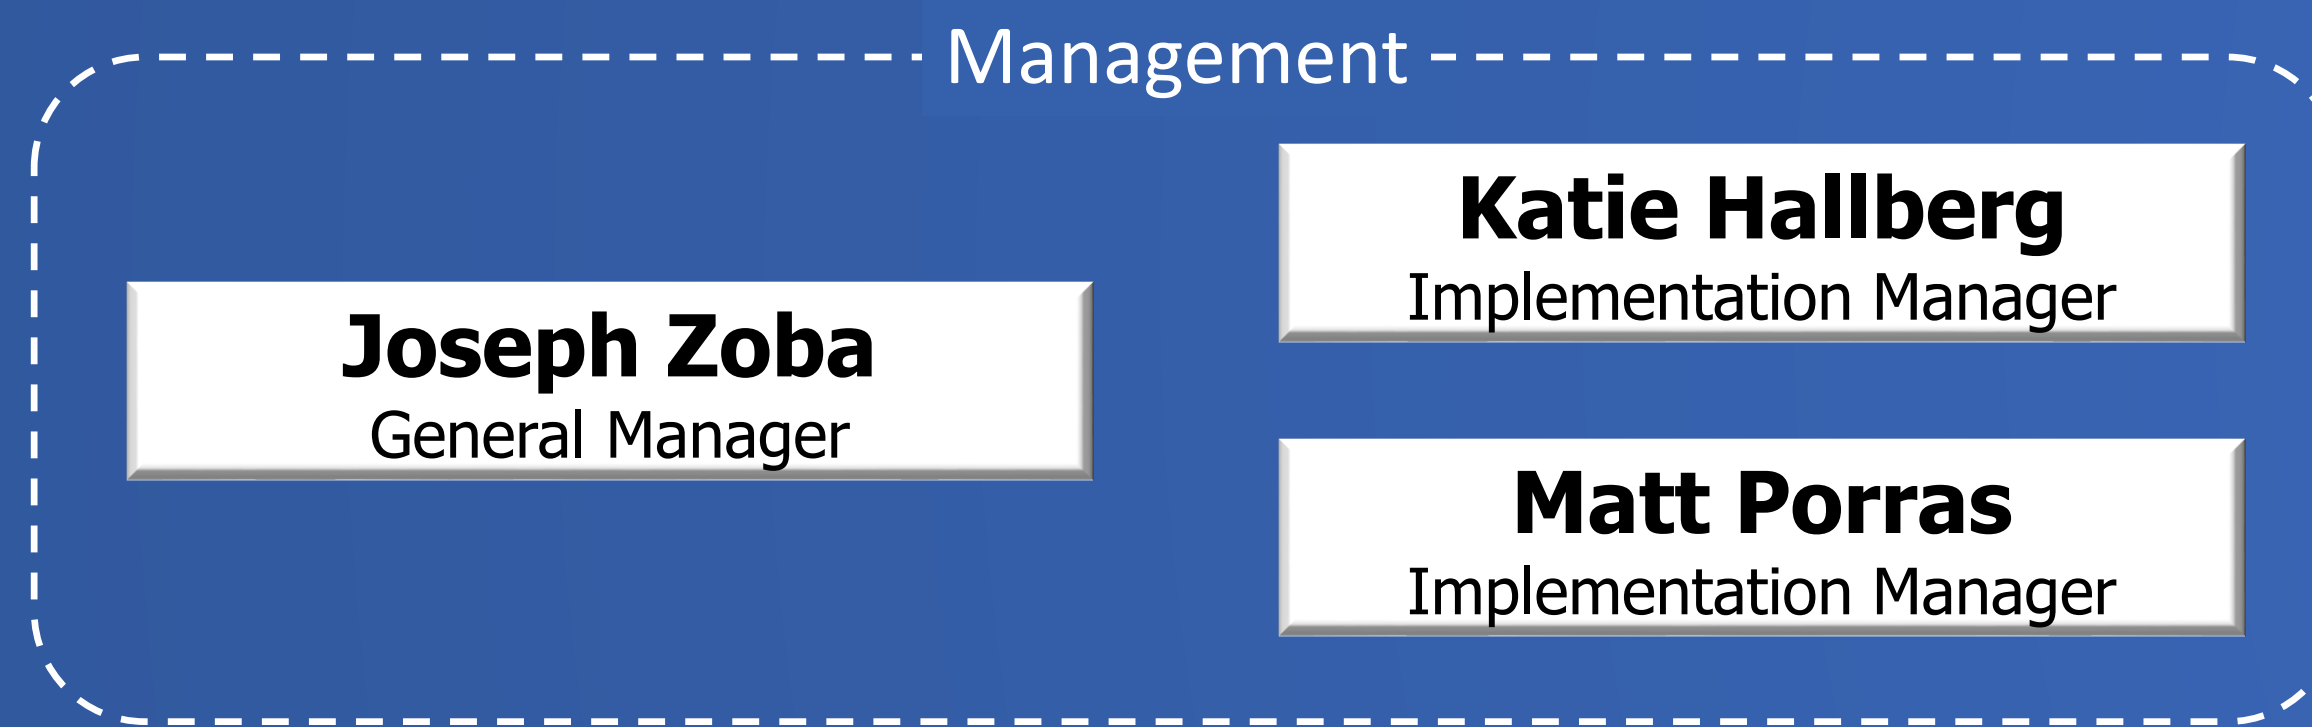 Management
Joseph Zoba
General Manager
Katie Hallberg
Implementation Manager
Matt Porras
Implementation Manager